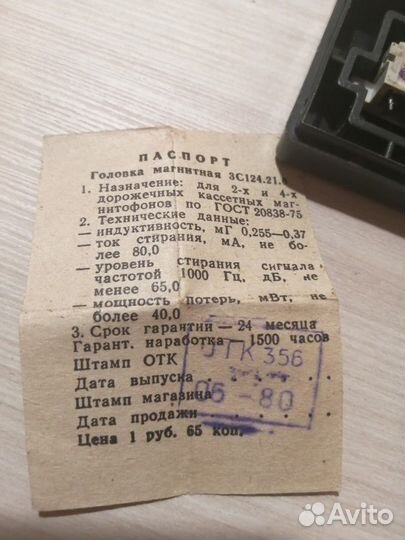 ПАСПОРТ
Головка магнитная 3С124.21.
1. Назначение: для 2-х и 4-х
дорожечных кассетных маг-
нитофонов по ГОСТ 20838-75
2. Технические данные:
— индуктивность, мГ 0,255—0,37
— ток стирания, мА, не бо-
лее 80,0
— уровень стирания сигнала
частотой 1000 Гц, дБ, не
менее 65,0
— мощность потерь, мВт, не
более 40,0
3. Срок гарантии — 24 месяца
Гарант. наработка — 1500 часов
Штамп ОТК
ОТК 356
Дата выпуска . . . .
06 - 80
Штамп магазина
Дата продажи . . . .
Цена 1 руб. 65 коп.
Avito